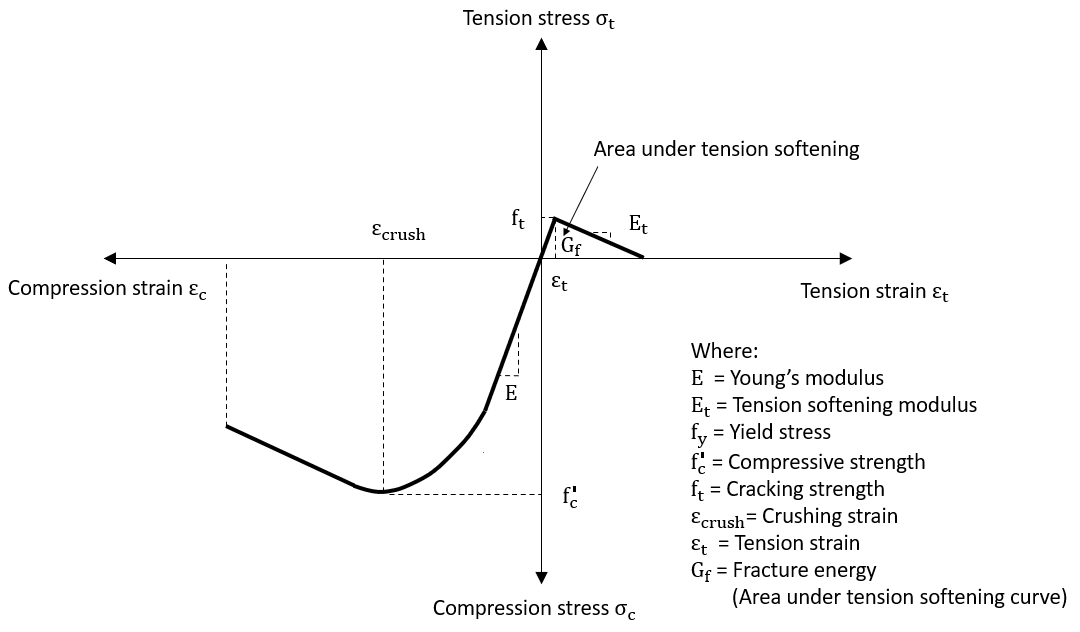 Tension stress σt
Area under tension softening
ft
Et
εcrush
Gf
Compression strain εc
εt
Tension strain εt
E
f'c
Where:
E = Young's modulus
Et = Tension softening modulus
fy = Yield stress
f'c = Compressive strength
ft = Cracking strength
εcrush= Crushing strain
εt = Tension strain
Gf = Fracture energy
(Area under tension softening curve)
Compression stress σc